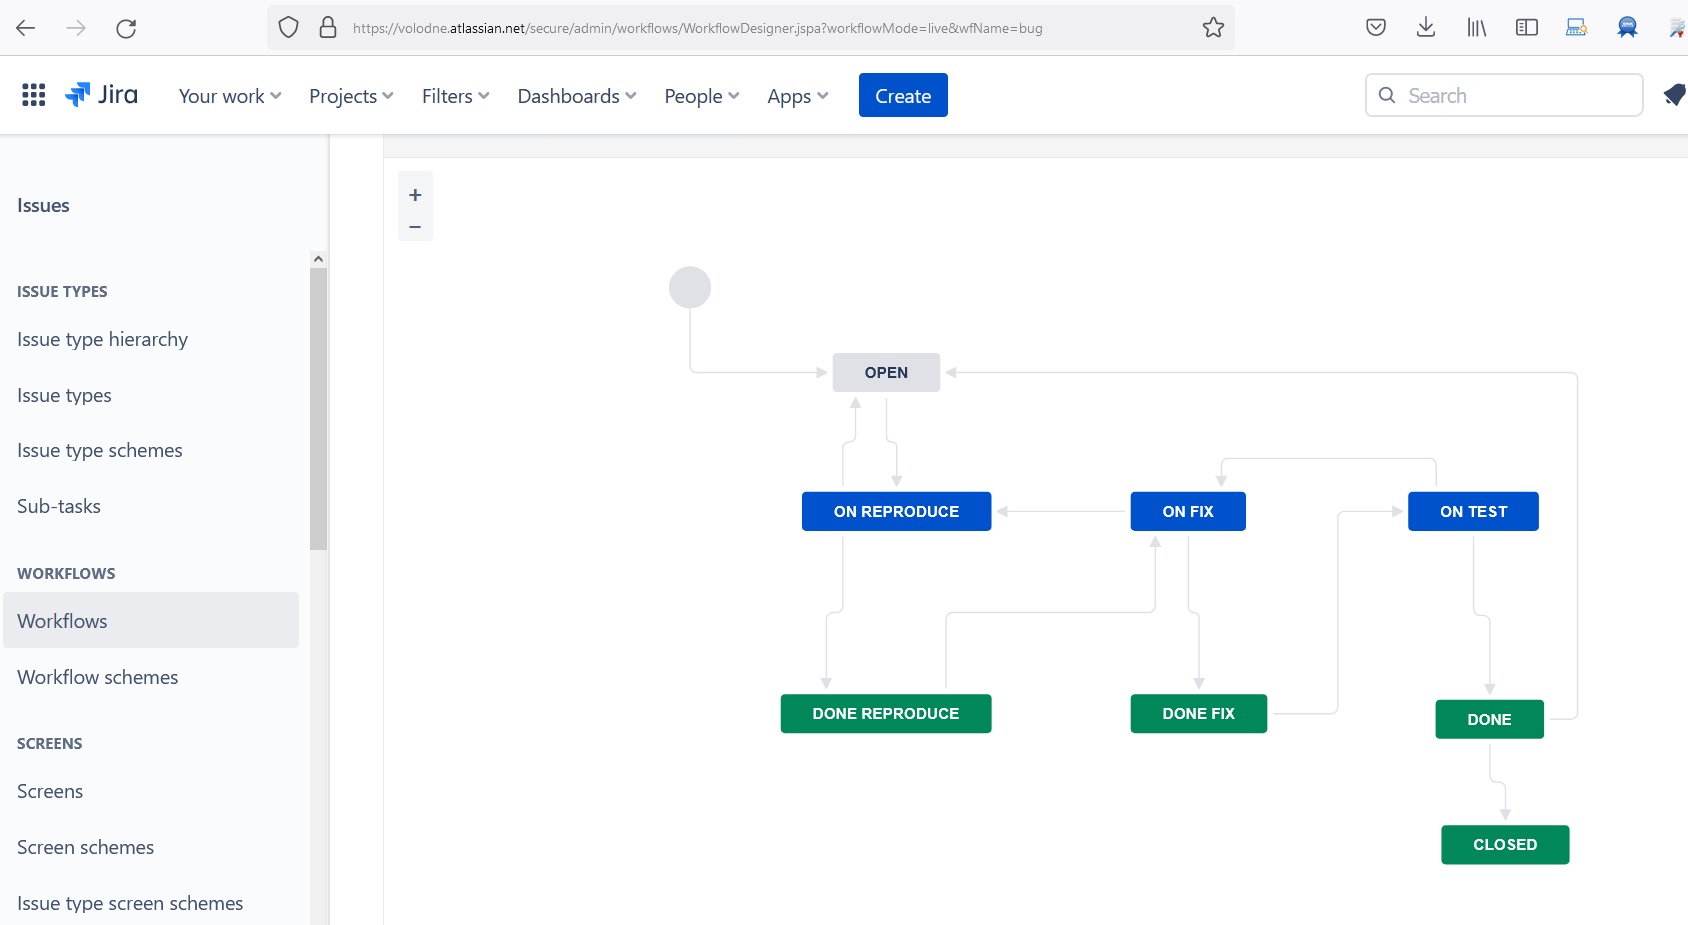 https://volodne.atlassian.net/secure/admin/workflows/WorkflowDesigner.jspa?workflowMode=live&wfName=bug
Jira Your work Projects Filters Dashboards People Apps Create Search
Issues
ISSUE TYPES
Issue type hierarchy
Issue types
Issue type schemes
Sub-tasks
WORKFLOWS
Workflows
Workflow schemes
SCREENS
Screens
Screen schemes
Issue type screen schemes
+
−
OPEN
ON REPRODUCE ON FIX ON TEST
DONE REPRODUCE DONE FIX DONE
CLOSED